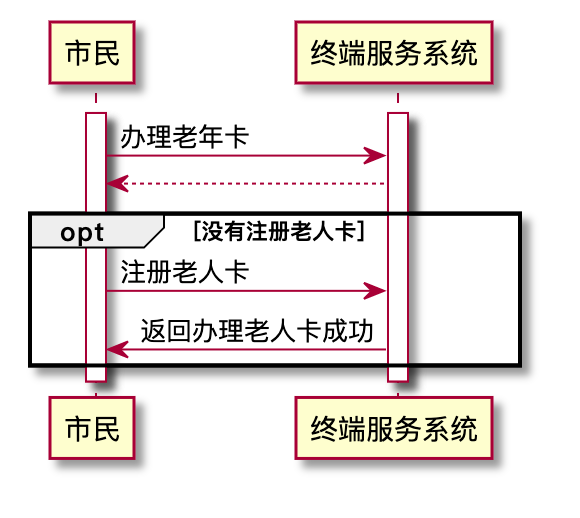 市民 终端服务系统
办理老年卡
opt [没有注册老人卡]
注册老人卡
返回办理老人卡成功
市民 终端服务系统